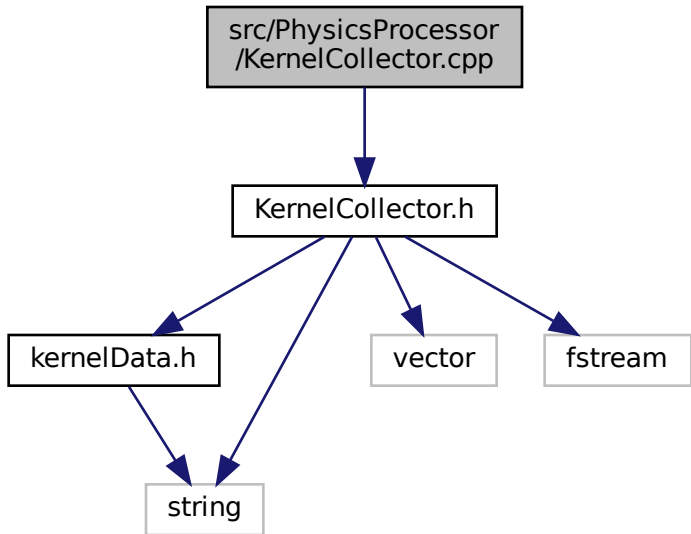 src/PhysicsProcessor
/KernelCollector.cpp
KernelCollector.h
kernelData.h
vector
fstream
string